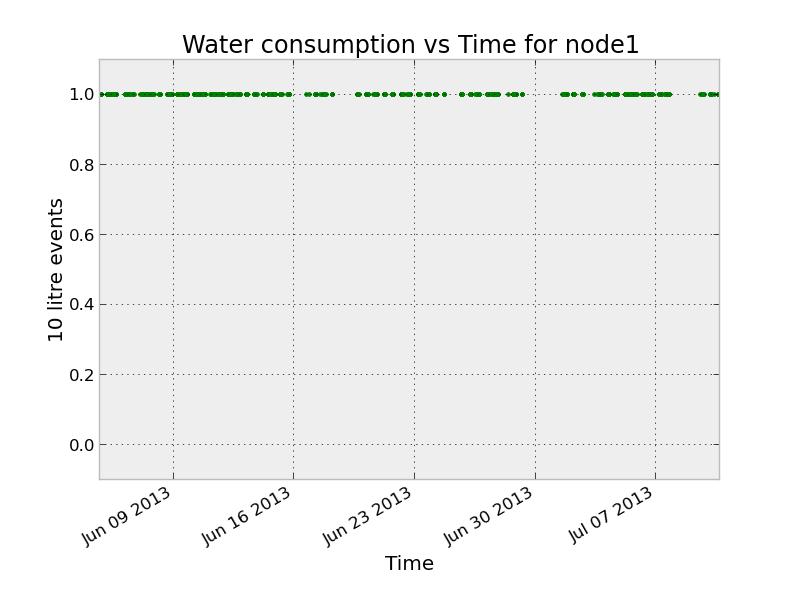 Water consumption vs Time for node1
1.0
0.8
0.6
0.4
0.2
0.0
10 litre events
Jun 09 2013
Jun 16 2013
Jun 23 2013
Jun 30 2013
Jul 07 2013
Time